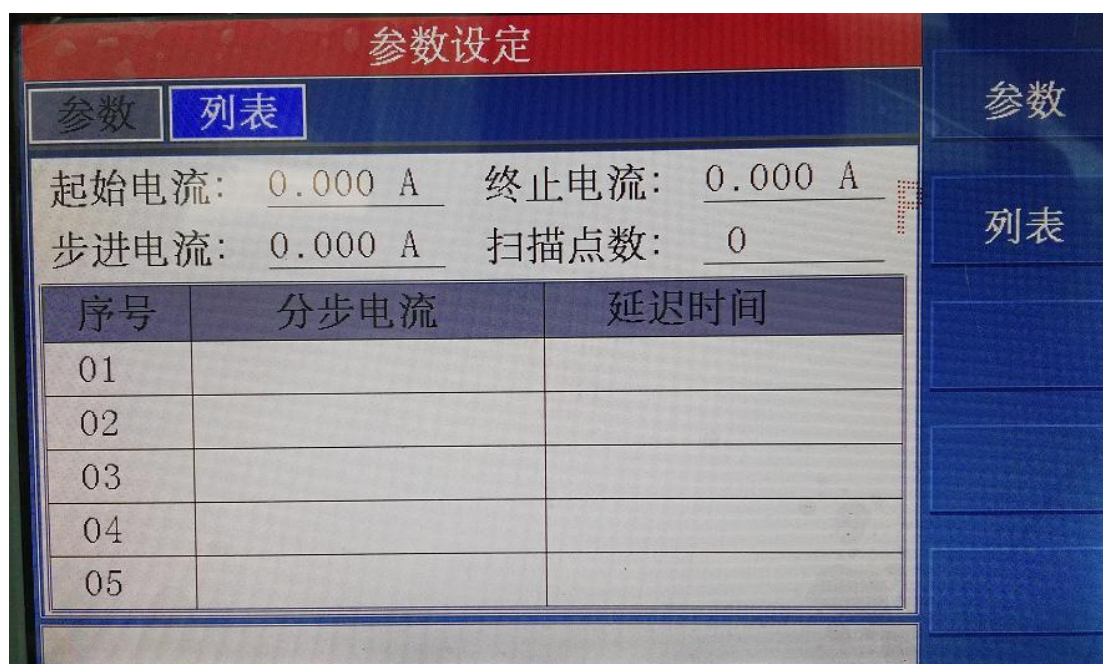 参数设定
参数 列表
起始电流: 0.000 A 终止电流: 0.000 A
步进电流: 0.000 A 扫描点数: 0
序号 分步电流 延迟时间
01
02
03
04
05
参数
列表